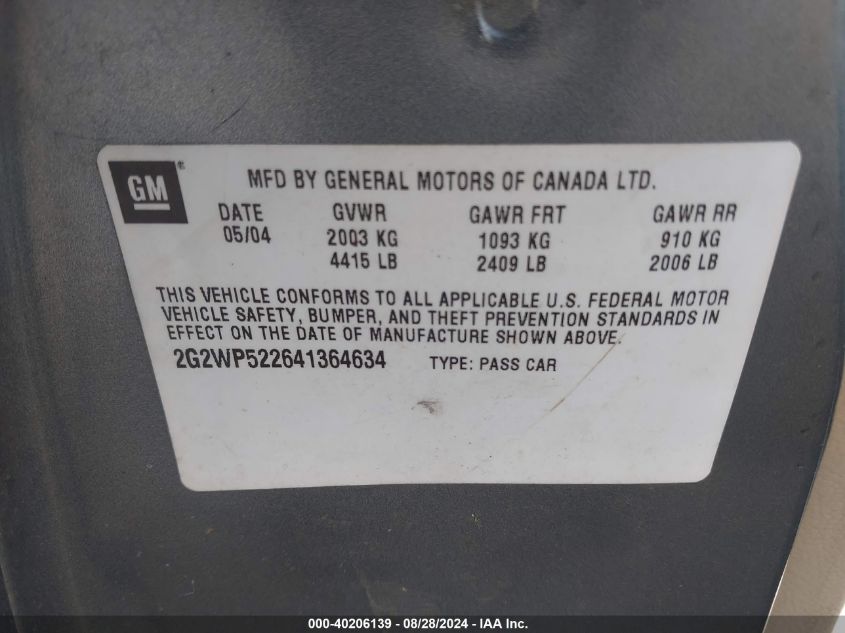 GM®
MFD BY GENERAL MOTORS OF CANADA LTD.
DATE GVWR GAWR FRT GAWR RR
05/04 2003 KG 1093 KG 910 KG
4415 LB 2409 LB 2006 LB
THIS VEHICLE CONFORMS TO ALL APPLICABLE U.S. FEDERAL MOTOR
VEHICLE SAFETY, BUMPER, AND THEFT PREVENTION STANDARDS IN
EFFECT ON THE DATE OF MANUFACTURE SHOWN ABOVE.
2G2WP522641364634 TYPE: PASS CAR
000-40206139 - 08/28/2024 - IAA Inc.